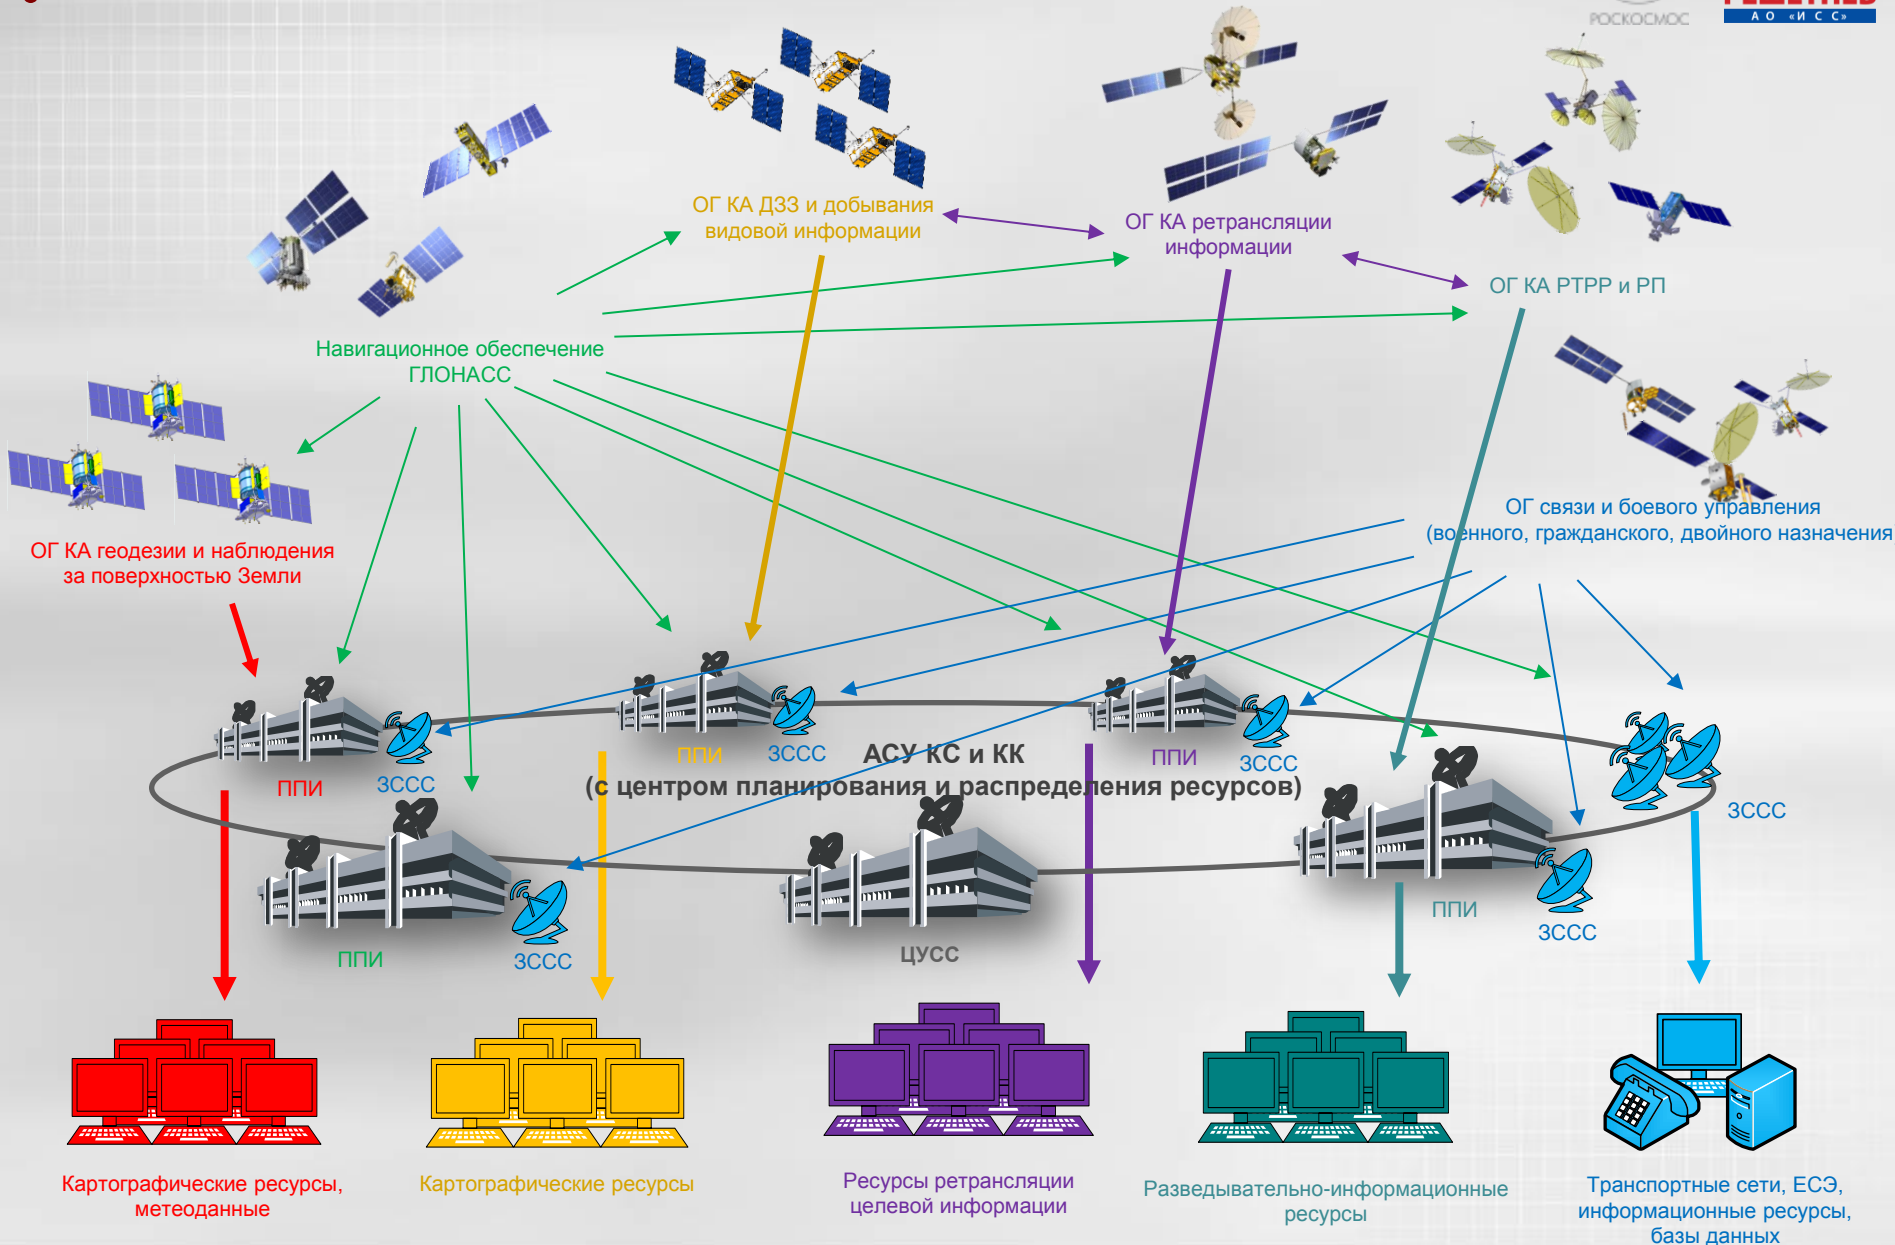 РОСКОСМОС
РЕШЕТНЕВ
АО «ИСС»
ОГ КА ДЗЗ и добывания
видовой информации
ОГ КА ретрансляции
информации
ОГ КА РТРР и РП
Навигационное обеспечение
ГЛОНАСС
ОГ связи и боевого управления
(военного, гражданского, двойного назначения
ОГ КА геодезии и наблюдения
за поверхностью Земли
ППИ
ЗССС
ППИ
ЗССС
АСУ КС и КК
(с центром планирования и распределения ресурсов)
ППИ
ЗССС
ЗССС
ППИ
ЗССС
ППИ
ЗССС
ЦУСС
Картографические ресурсы,
метеоданные
Картографические ресурсы
Ресурсы ретрансляции
целевой информации
Разведывательно-информационные
ресурсы
Транспортные сети, ЕСЭ,
информационные ресурсы,
базы данных